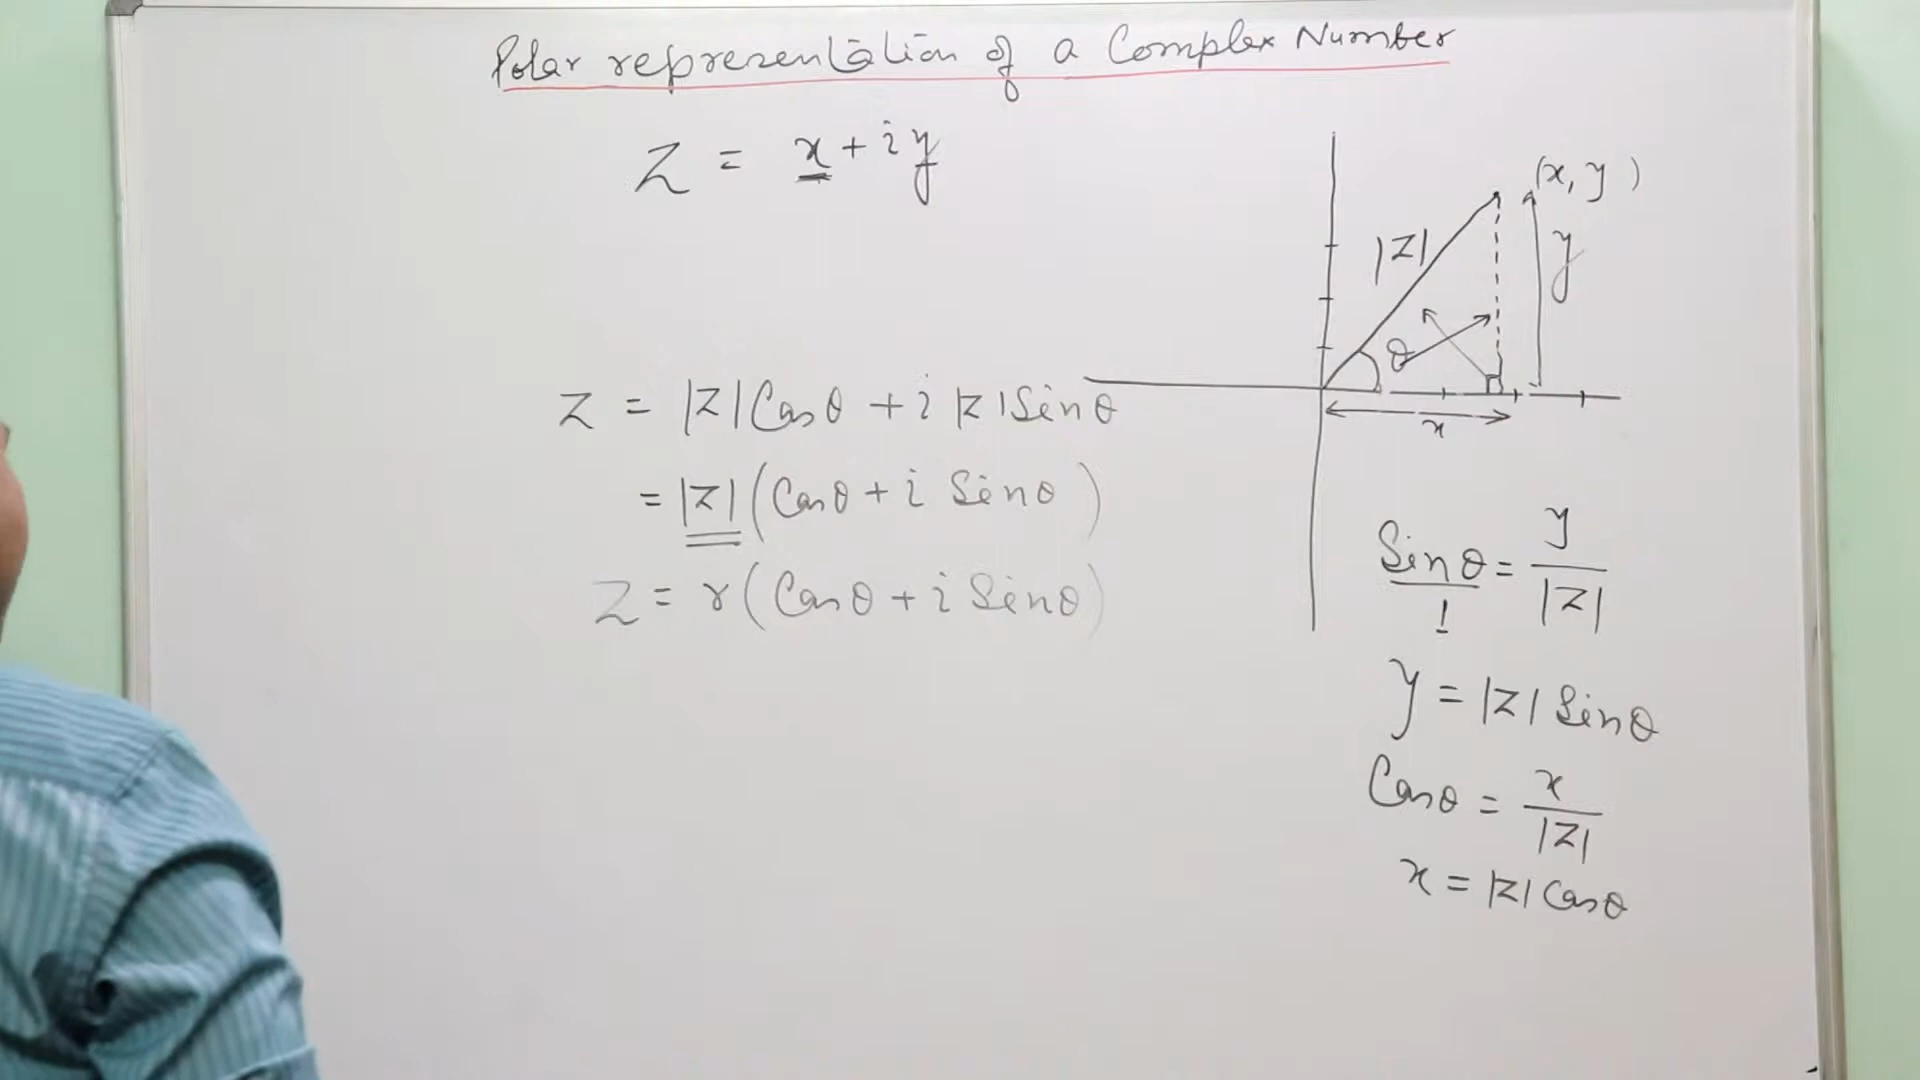 Polar representation of a Complex Number
Z = x + iy
(x, y)
|Z|
y
θ
x
Z = |Z| Cosθ + i |Z| Sinθ
= |Z| (Cosθ + i Sinθ)
Z = r (Cosθ + i Sinθ)
Sinθ = y / |Z|
y = |Z| Sinθ
Cosθ = x / |Z|
x = |Z| Cosθ